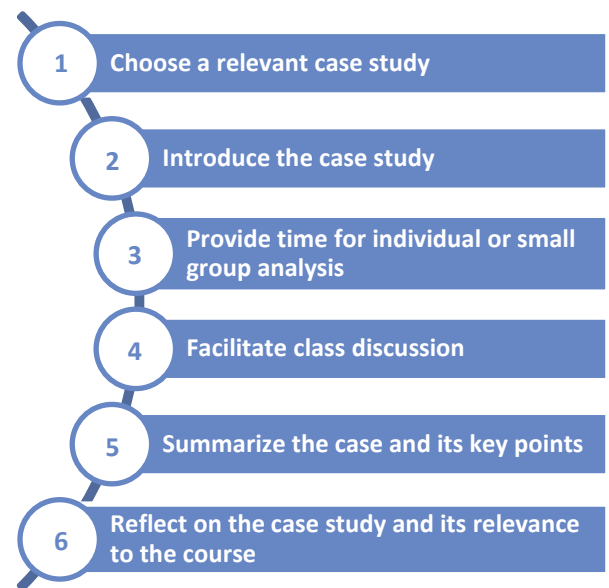 1 Choose a relevant case study
2 Introduce the case study
3 Provide time for individual or small
group analysis
4 Facilitate class discussion
5 Summarize the case and its key points
6 Reflect on the case study and its relevance
to the course